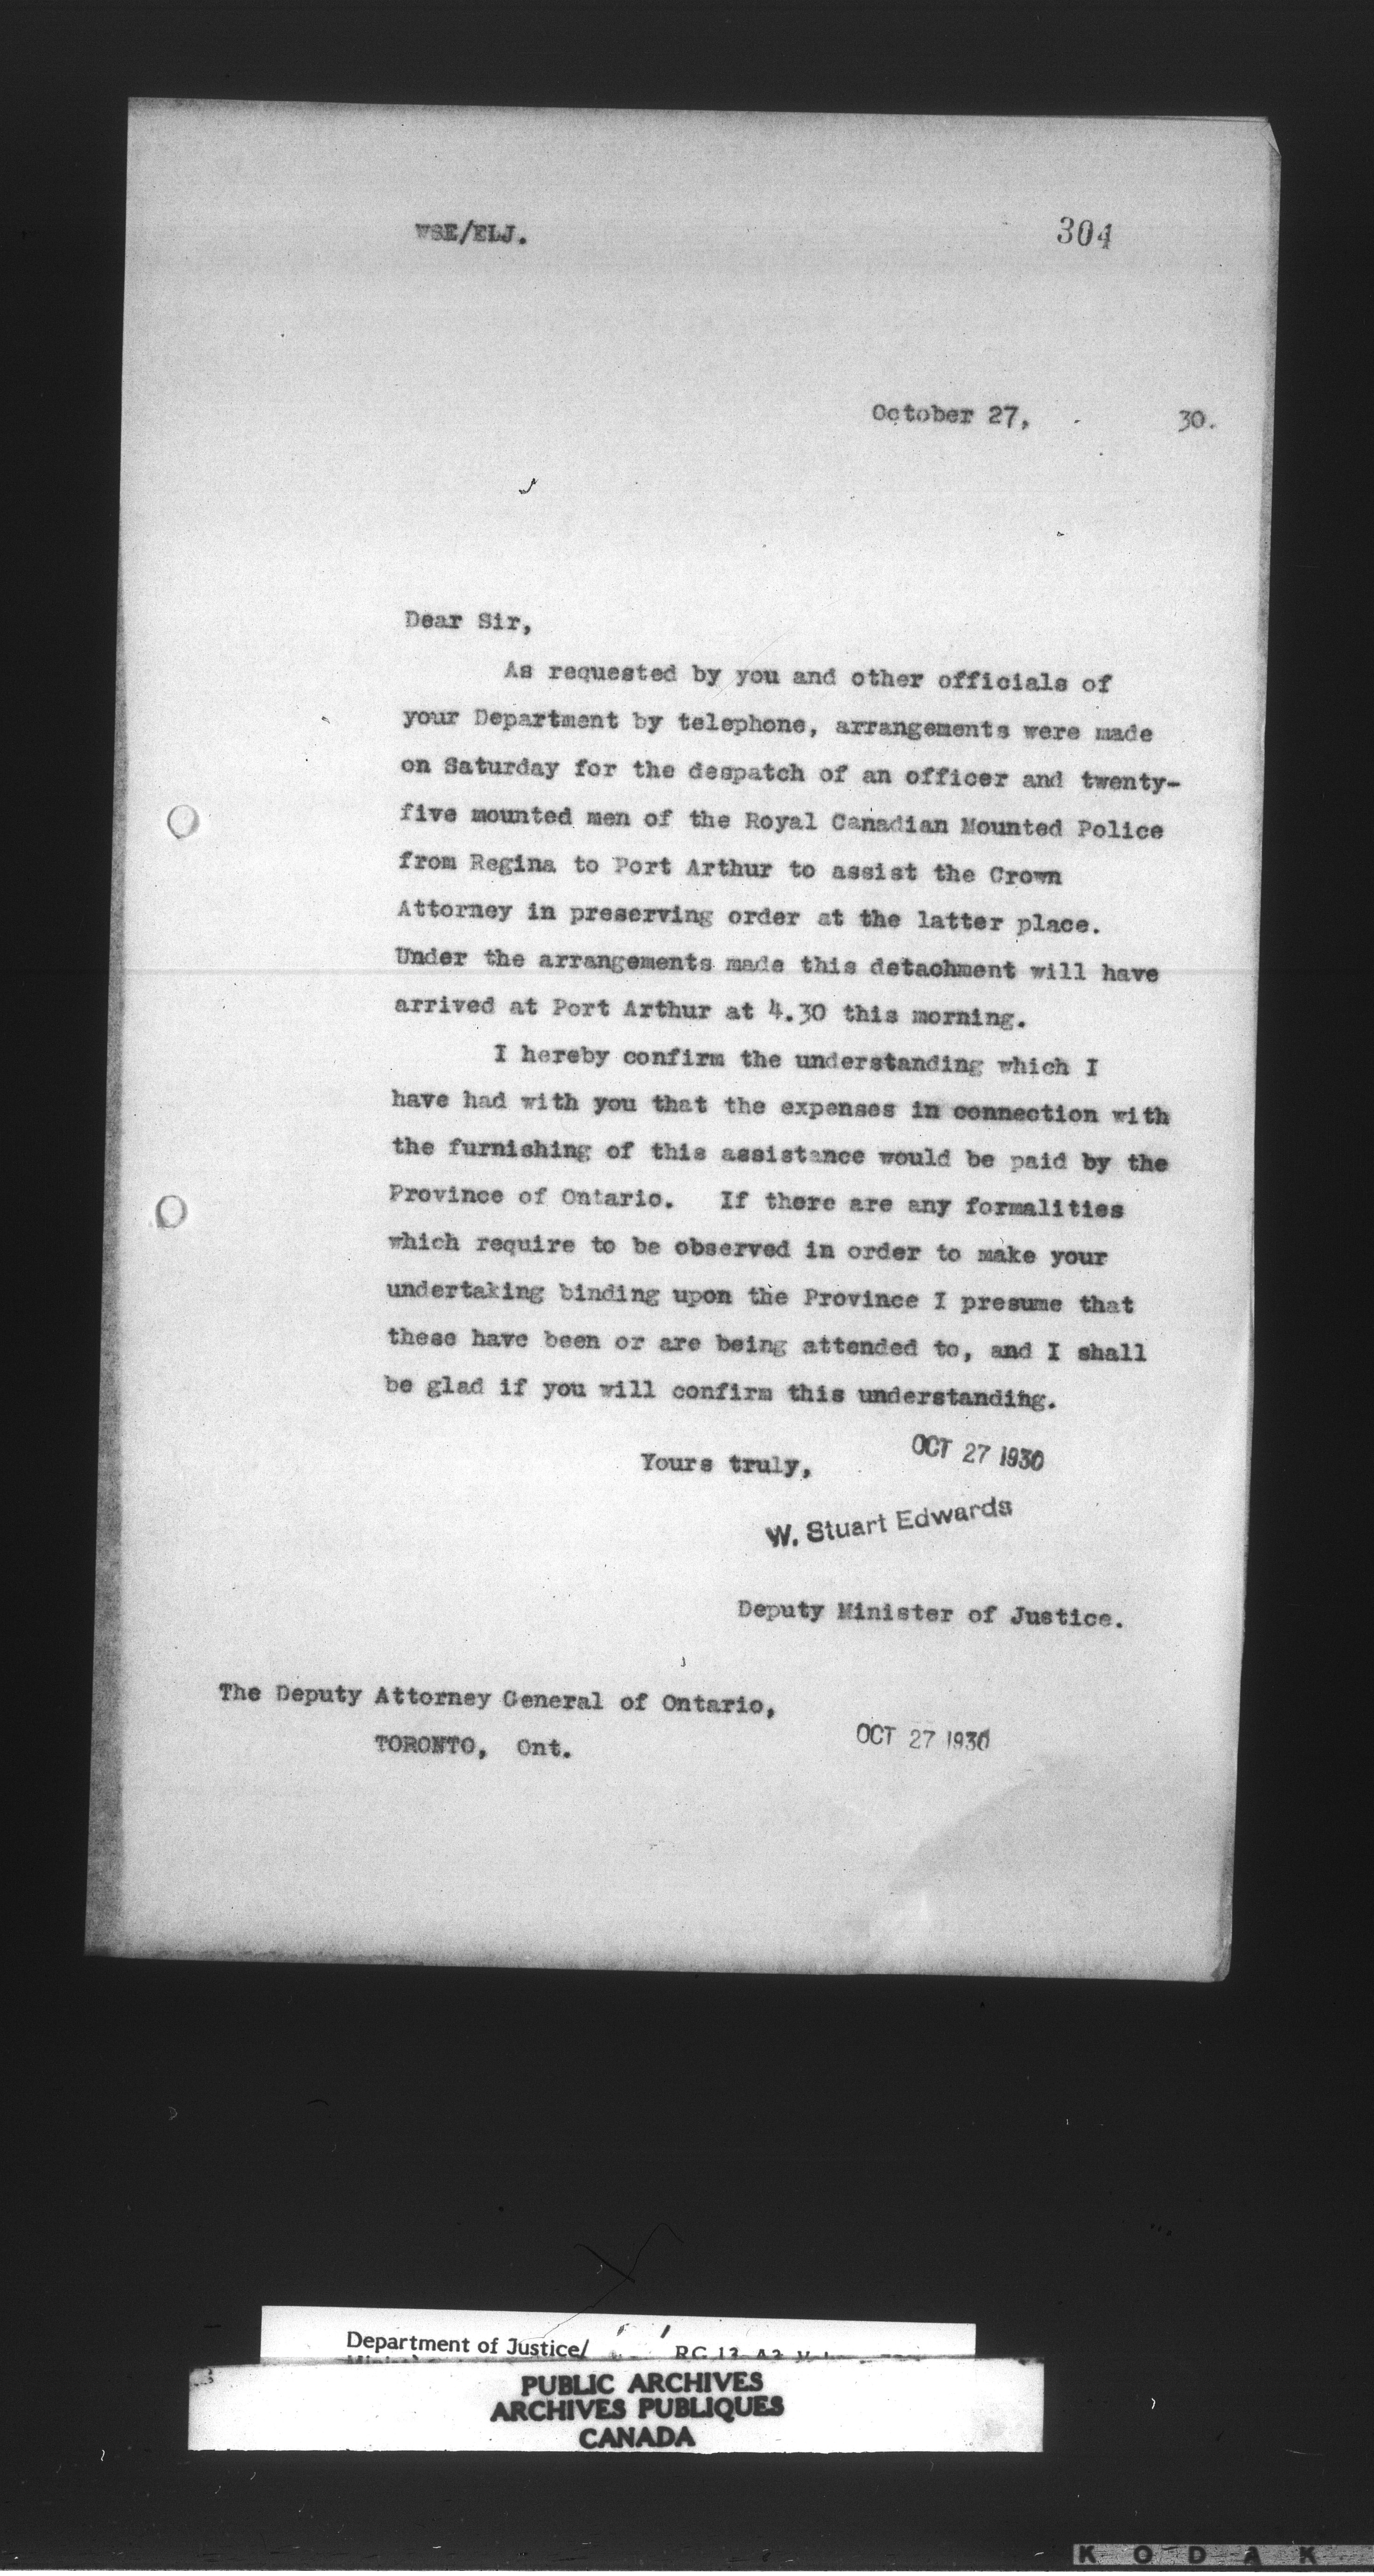 WSE/ELJ.
304
October 27, 30.
Dear Sir,
As requested by you and other officials of
your Department by telephone, arrangements were made
on Saturday for the despatch of an officer and twenty-
five mounted men of the Royal Canadian Mounted Police
from Regina to Port Arthur to assist the Crown
Attorney in preserving order at the latter place.
Under the arrangements made this detachment will have
arrived at Port Arthur at 4.30 this morning.
I hereby confirm the understanding which I
have had with you that the expenses in connection with
the furnishing of this assistance would be paid by the
Province of Ontario. If there are any formalities
which require to be observed in order to make your
undertaking binding upon the Province I presume that
these have been or are being attended to, and I shall
be glad if you will confirm this understanding.
OCT 27 1930
Yours truly,
W. Stuart Edwards
Deputy Minister of Justice.
The Deputy Attorney General of Ontario,
TORONTO, Ont.
OCT 27 1930
Department of Justice/ RG 13 A2
PUBLIC ARCHIVES
ARCHIVES PUBLIQUES
CANADA
KODAK